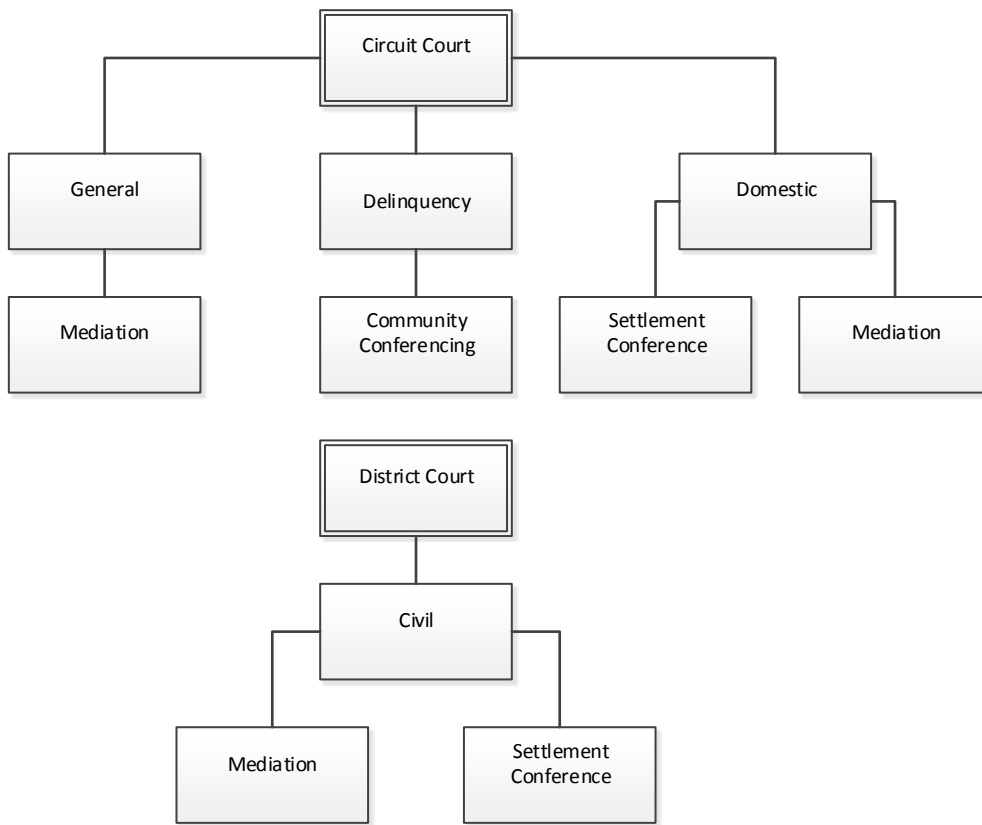 Circuit Court
General
Delinquency
Domestic
Mediation
Community
Conferencing
Settlement
Conference
Mediation
District Court
Civil
Mediation
Settlement
Conference